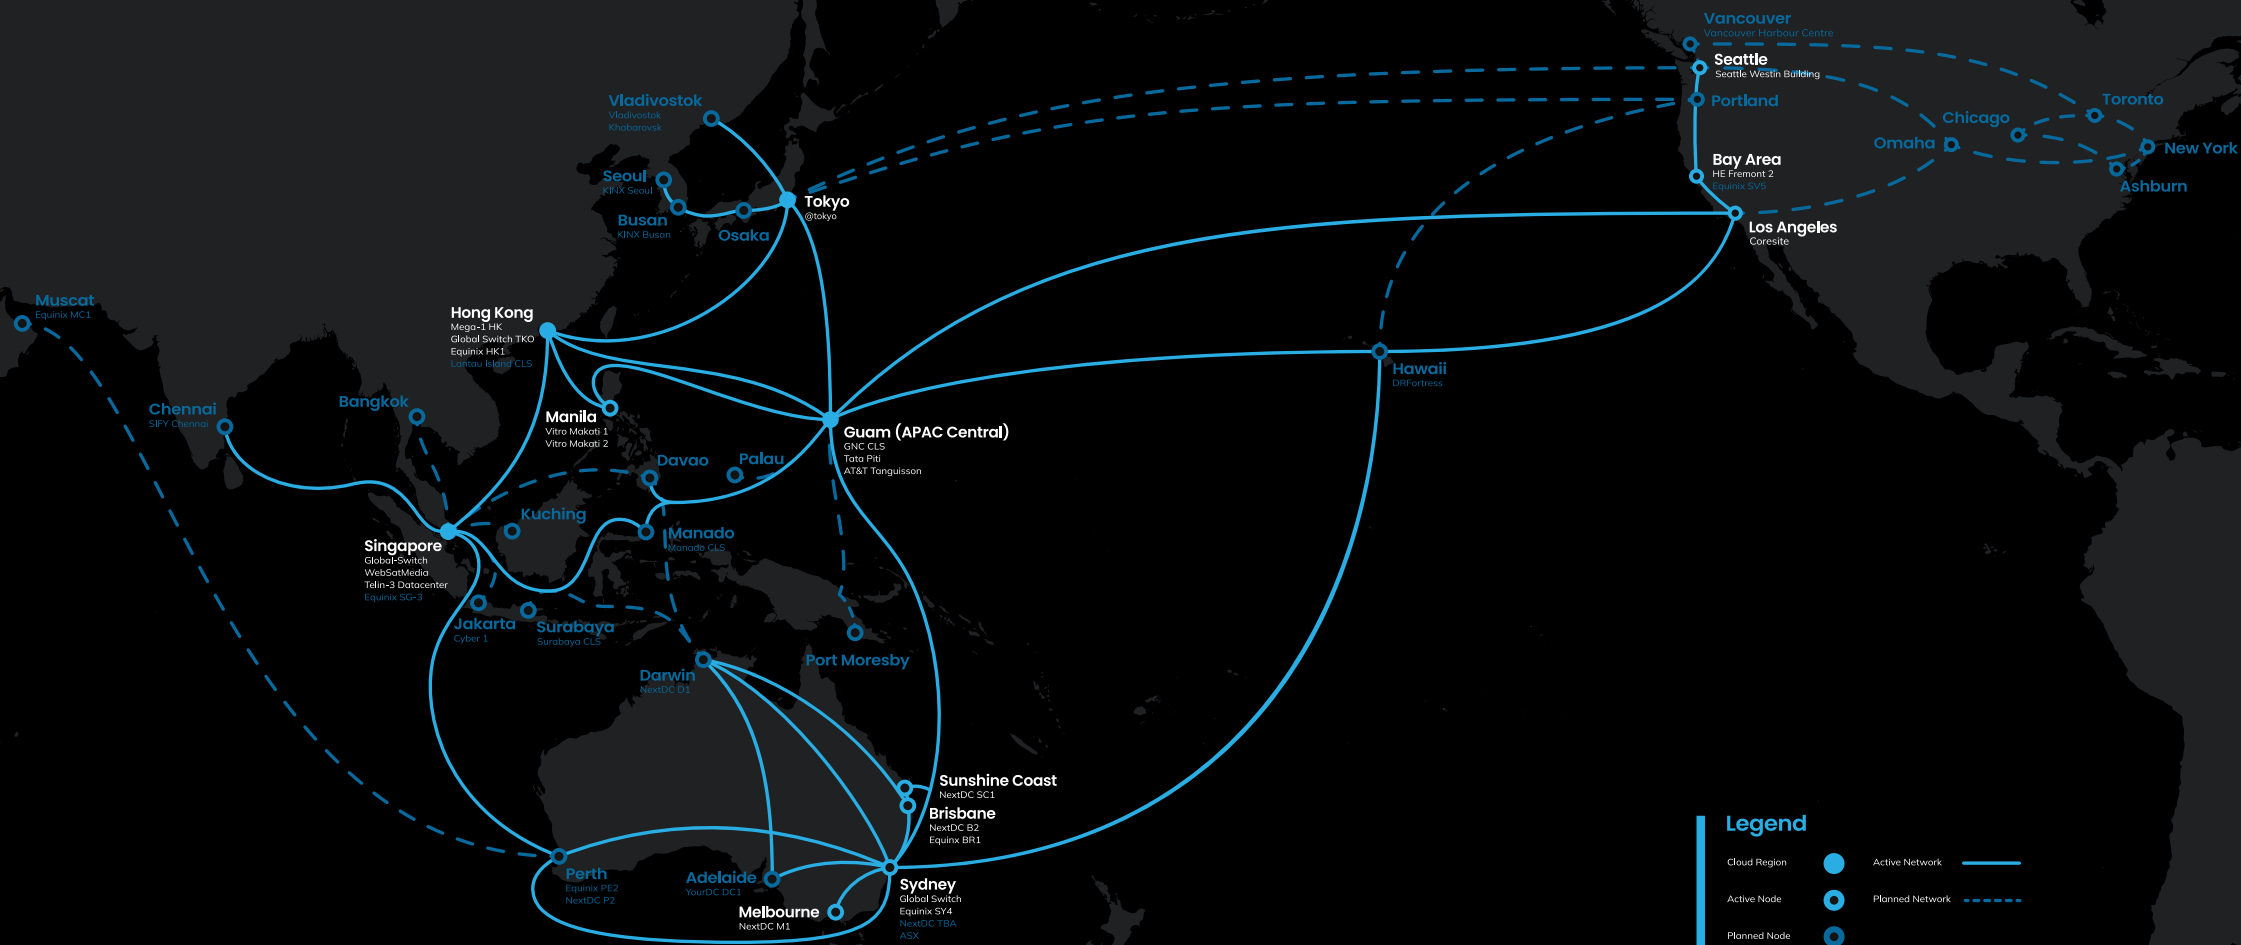 Vancouver
Vancouver Harbour Centre
Seattle
Seattle Westin Building
Portland
Toronto
Chicago
Omaha
New York
Ashburn
Bay Area
HE Fremont 2
Equinix SV5
Los Angeles
Coresite
Vladivostok
Vladivostok
Khabarovsk
Seoul
KINX Seoul
Busan
KINX Busan
Osaka
Tokyo
@tokyo
Muscat
Equinix MC1
Hong Kong
Mega-1 HK
Global Switch TKO
Equinix HK1
Lantau Island CLS
Hawaii
DRFortress
Chennai
SIFY Chennai
Bangkok
Manila
Vitro Makati 1
Vitro Makati 2
Guam (APAC Central)
GNC CLS
Tata Piti
AT&T Tanguisson
Davao
Palau
Kuching
Manado
Manado CLS
Singapore
Global-Switch
WebSatMedia
Telin-3 Datacenter
Equinix SG-3
Jakarta
Cyber 1
Surabaya
Surabaya CLS
Darwin
NextDC D1
Port Moresby
Sunshine Coast
NextDC SC1
Brisbane
NextDC B2
Equinx BR1
Perth
Equinix PE2
NextDC P2
Adelaide
YourDC DC1
Melbourne
NextDC M1
Sydney
Global Switch
Equinix SY4
NextDC TBA
ASX
Legend
Cloud Region
Active Network
Active Node
Planned Network
Planned Node